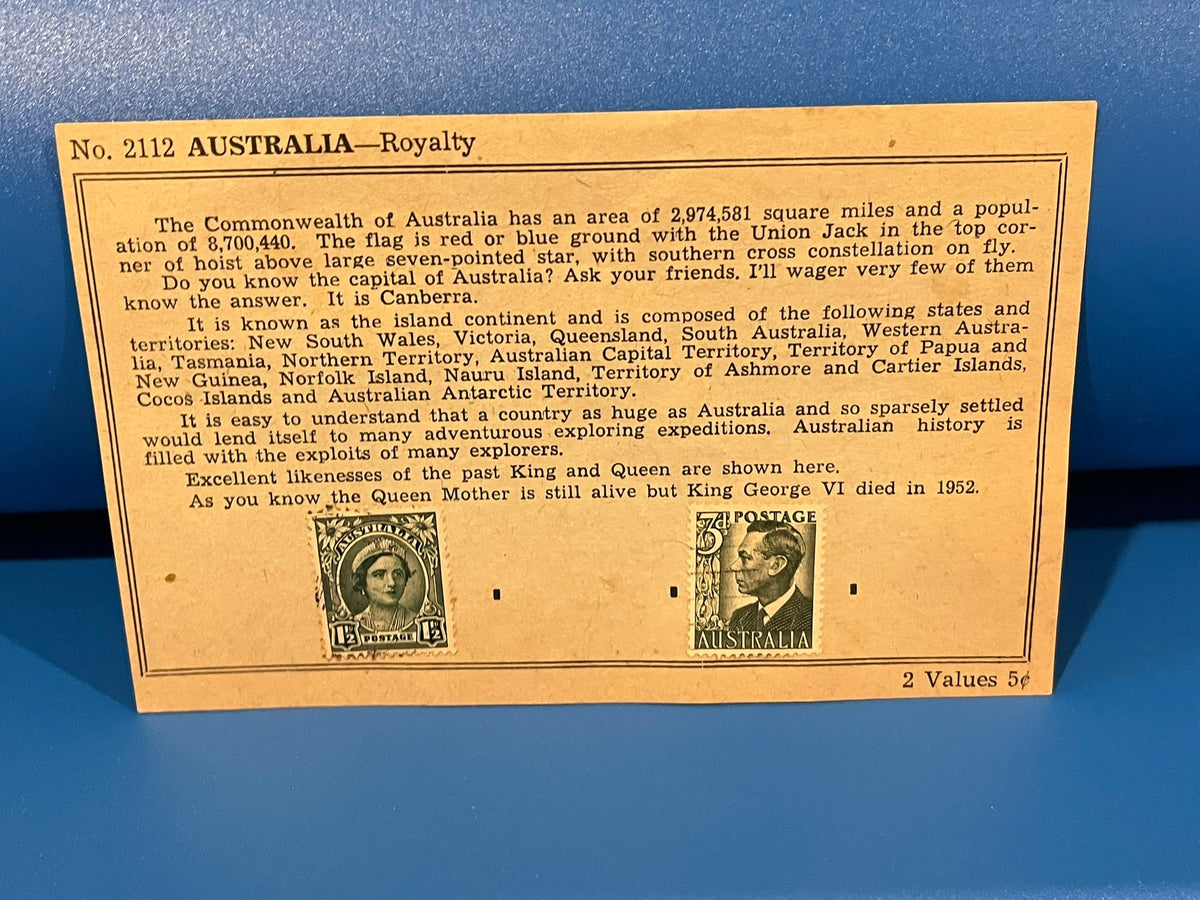 No. 2112 AUSTRALIA—Royalty
The Commonwealth of Australia has an area of 2,974,581 square miles and a popul-
ation of 8,700,440. The flag is red or blue ground with the Union Jack in the top cor-
ner of hoist above large seven-pointed star, with southern cross constellation on fly.
Do you know the capital of Australia? Ask your friends. I'll wager very few of them
know the answer. It is Canberra.
It is known as the island continent and is composed of the following states and
territories: New South Wales, Victoria, Queensland, South Australia, Western Austra-
lia, Tasmania, Northern Territory, Australian Capital Territory, Territory of Papua and
New Guinea, Norfolk Island, Nauru Island, Territory of Ashmore and Cartier Islands,
Cocos Islands and Australian Antarctic Territory.
It is easy to understand that a country as huge as Australia and so sparsely settled
would lend itself to many adventurous exploring expeditions. Australian history is
filled with the exploits of many explorers.
Excellent likenesses of the past King and Queen are shown here.
As you know the Queen Mother is still alive but King George VI died in 1952.
AUSTRALIA
1½ POSTAGE 1½
3d POSTAGE
AUSTRALIA
2 Values 5¢